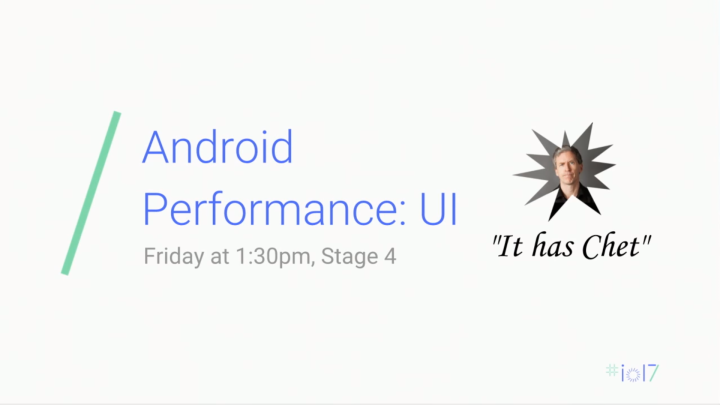 Android
Performance: UI
Friday at 1:30pm, Stage 4
"It has Chet"
#io17